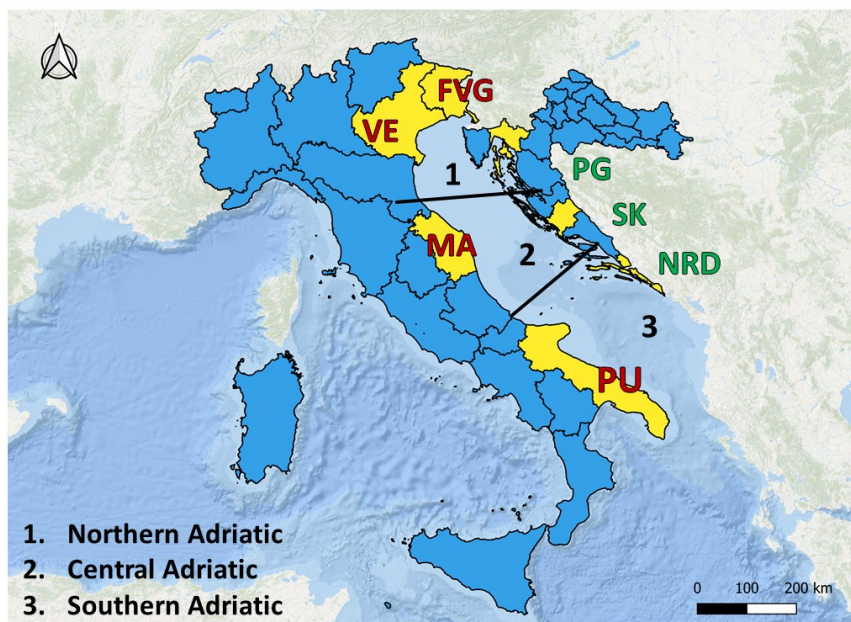 FVG
VE
1
PG
SK
MA
2
NRD
3
PU
1. Northern Adriatic
2. Central Adriatic
3. Southern Adriatic
0 100 200 km